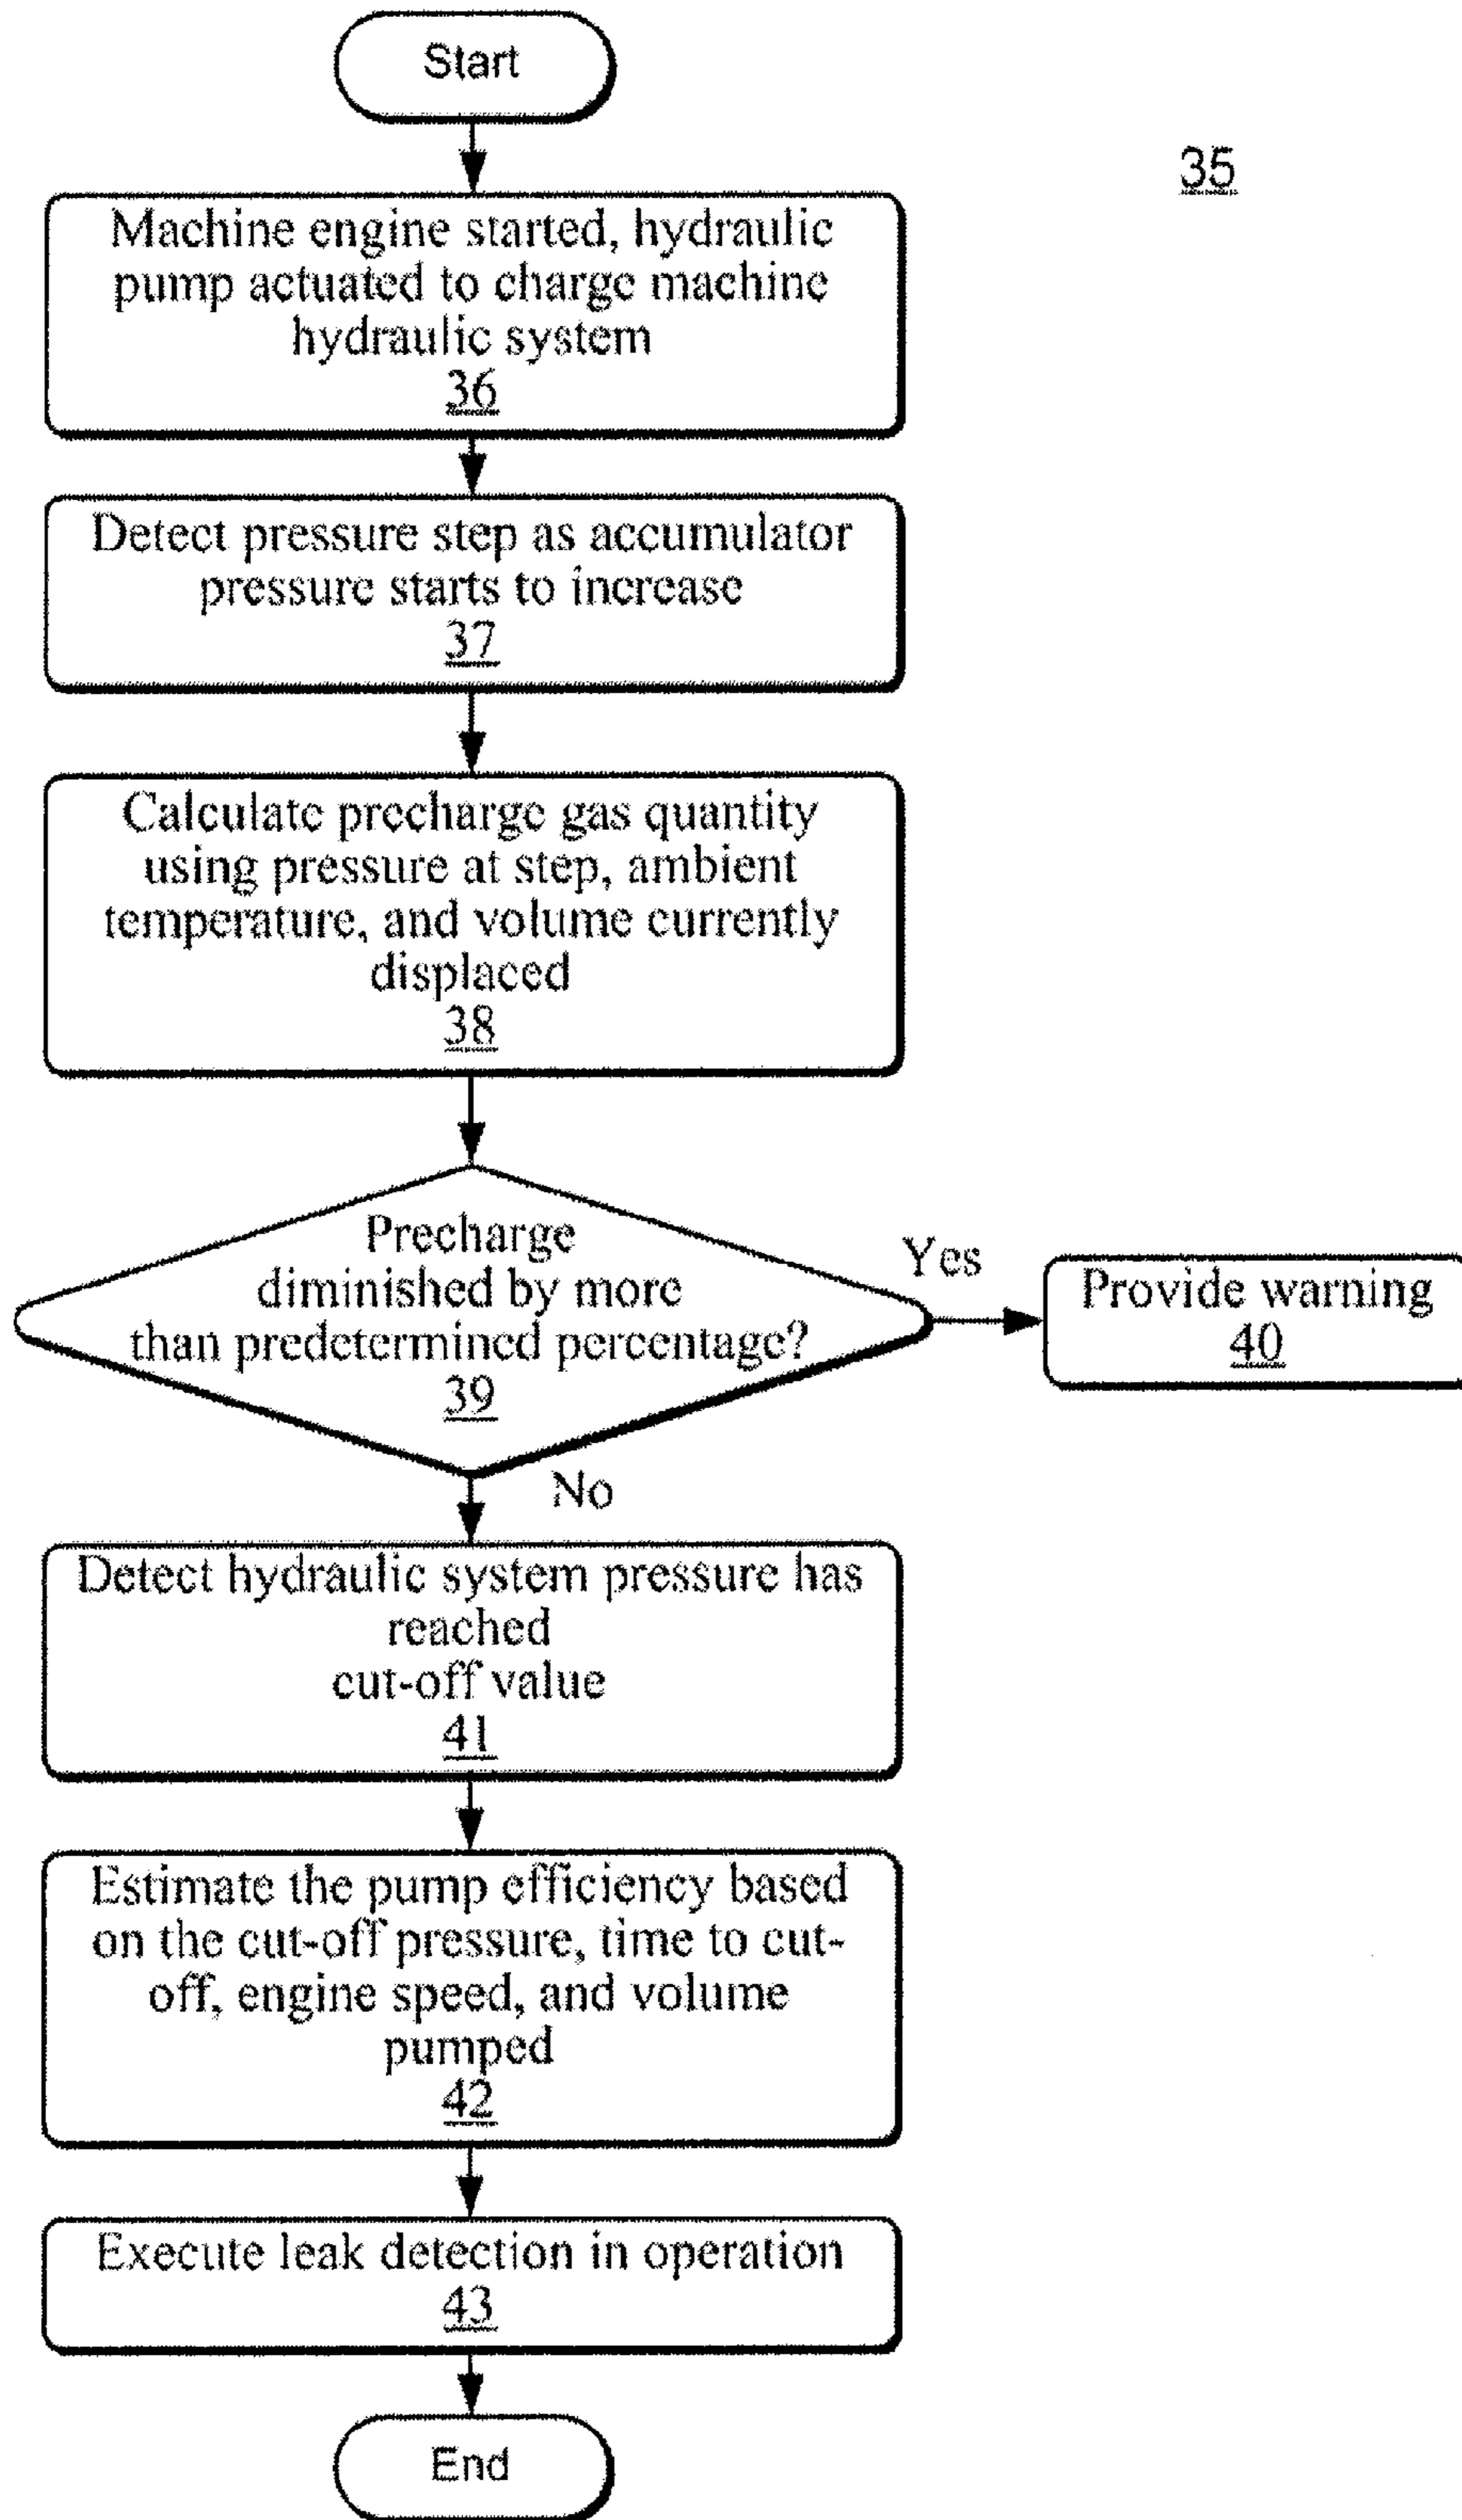 Start
35
Machine engine started, hydraulic
pump actuated to charge machine
hydraulic system
36
Detect pressure step as accumulator
pressure starts to increase
37
Calculate precharge gas quantity
using pressure at step, ambient
temperature, and volume currently
displaced
38
Precharge
diminished by more
than predetermined percentage?
39
Yes
Provide warning
40
No
Detect hydraulic system pressure has
reached
cut-off value
41
Estimate the pump efficiency based
on the cut-off pressure, time to cut-
off, engine speed, and volume
pumped
42
Execute leak detection in operation
43
End